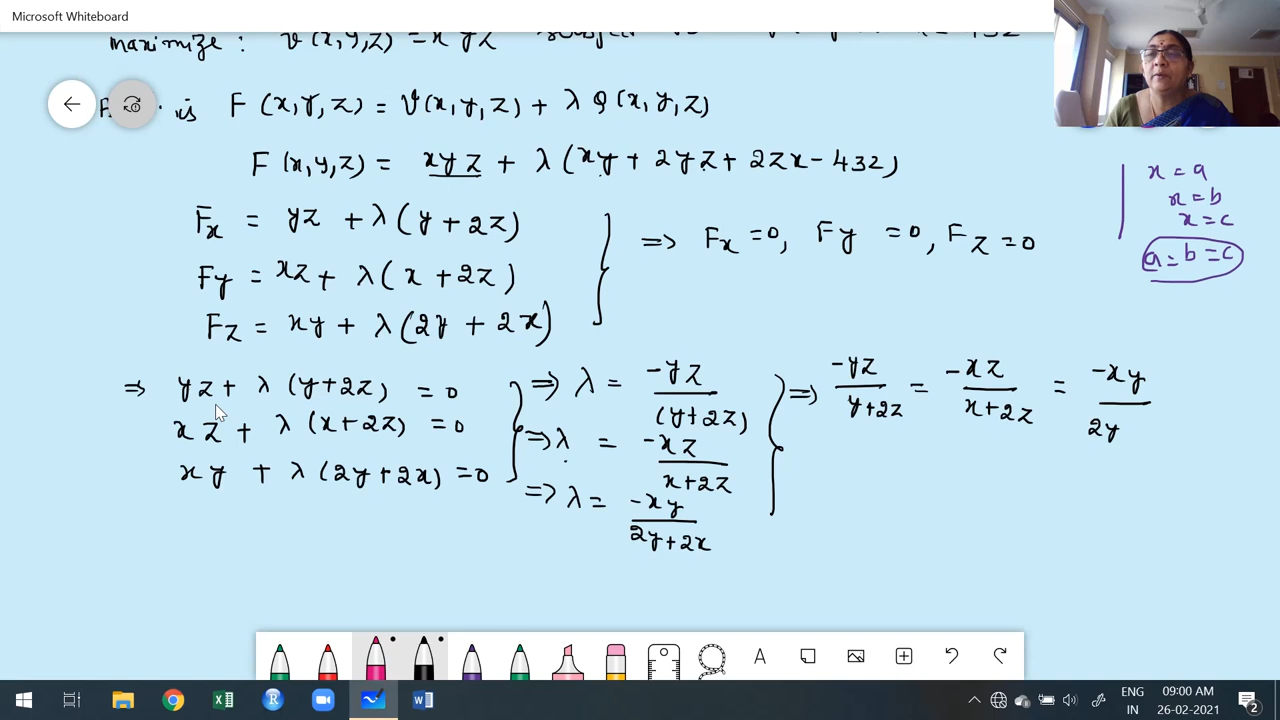 Microsoft Whiteboard
maximize : v(x,y,z) = xyz
is F(x,y,z) = v(x,y,z) + λ φ(x,y,z)
F(x,y,z) = xyz + λ(xy + 2yz + 2zx - 432)
x = a
x = b
x = c
a = b = c
Fx = yz + λ(y + 2z)
Fy = xz + λ(x + 2z)
Fz = xy + λ(2y + 2x)
⇒ Fx = 0, Fy = 0, Fz = 0
⇒ yz + λ(y+2z) = 0
xz + λ(x+2z) = 0
xy + λ(2y+2x) = 0
⇒ λ = -yz/(y+2z)
⇒ λ = -xz/x+2z
⇒ λ = -xy/2y+2x
⇒ -yz/y+2z = -xz/x+2z = -xy/2y
A
ENG
IN
09:00 AM
26-02-2021
2